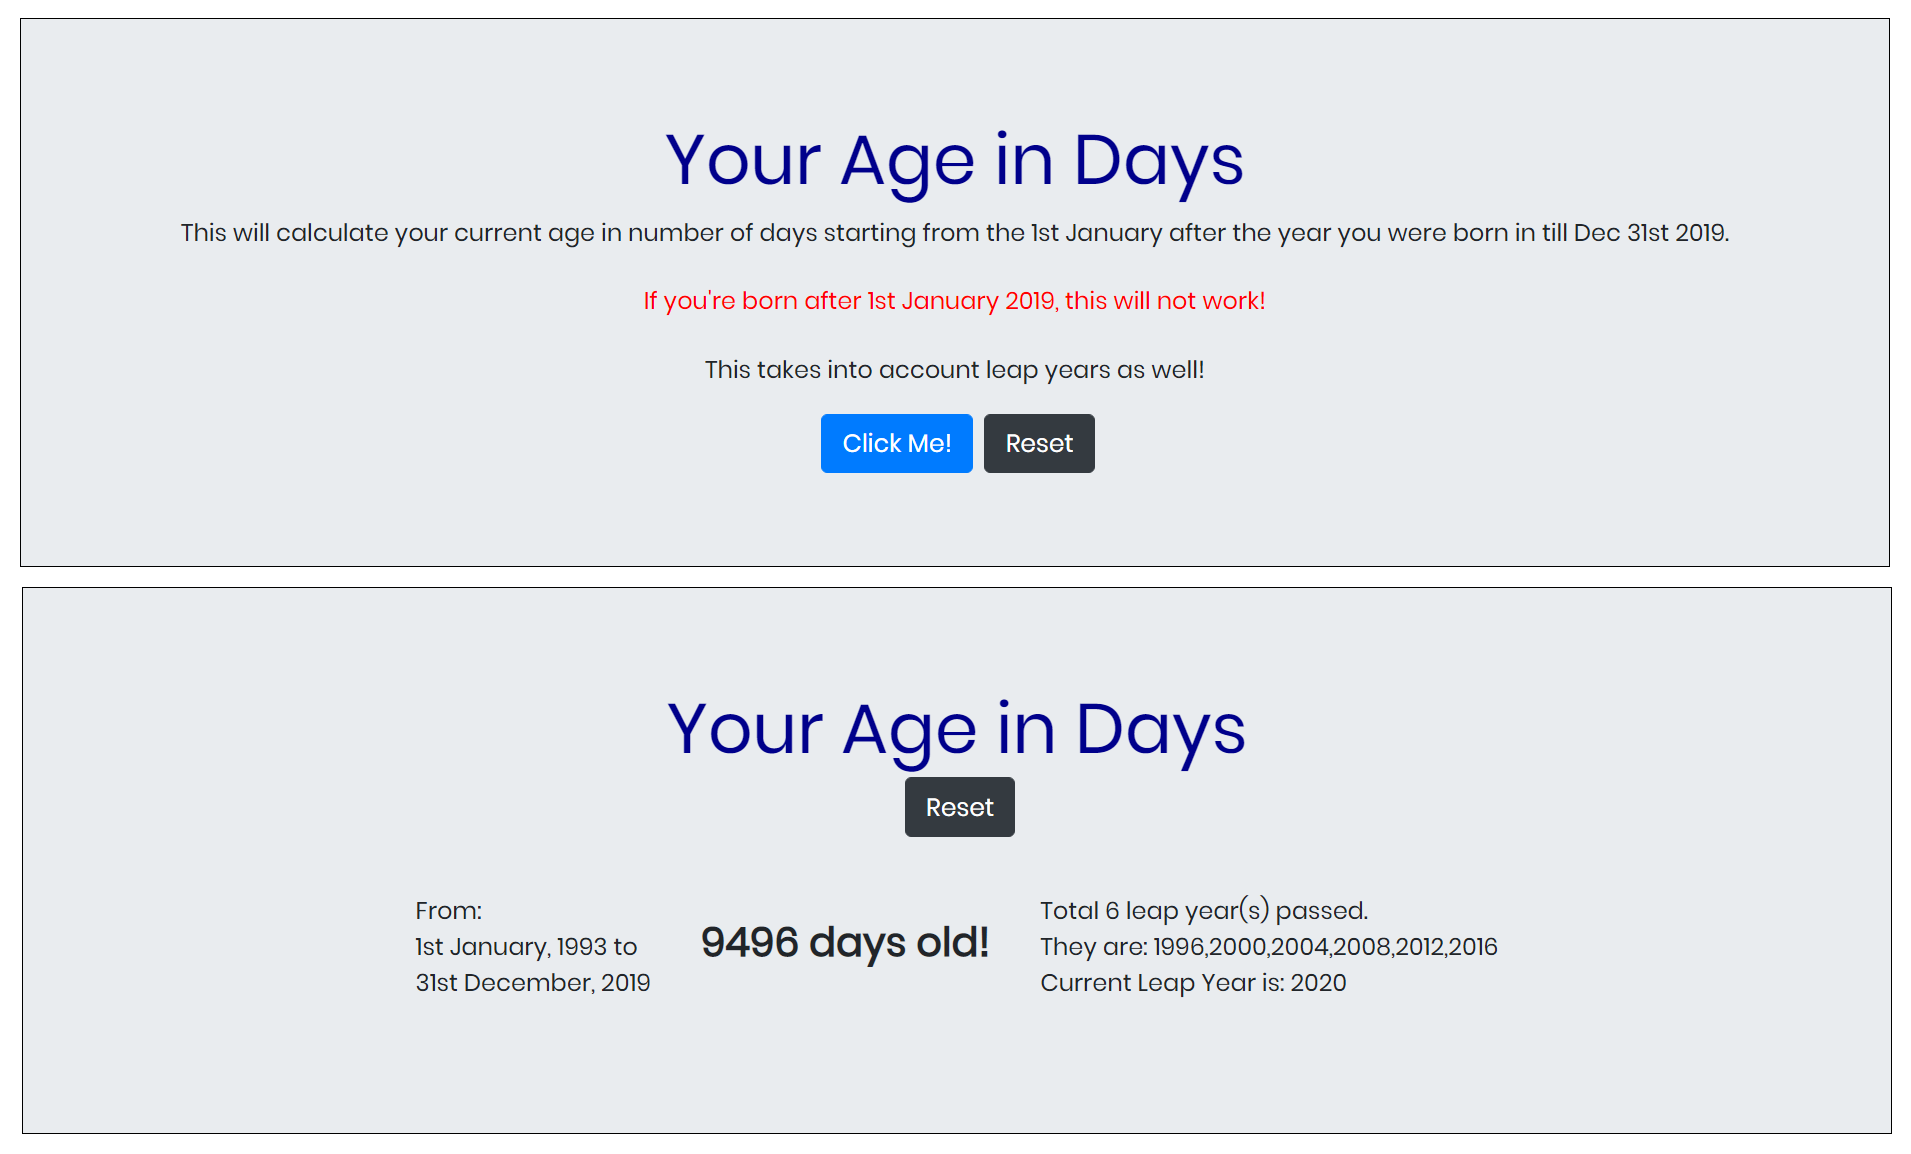 Your Age in Days
This will calculate your current age in number of days starting from the 1st January after the year you were born in till Dec 31st 2019.
If you're born after 1st January 2019, this will not work!
This takes into account leap years as well!
Click Me! Reset
Your Age in Days
Reset
From:
1st January, 1993 to
31st December, 2019
9496 days old!
Total 6 leap year(s) passed.
They are: 1996,2000,2004,2008,2012,2016
Current Leap Year is: 2020